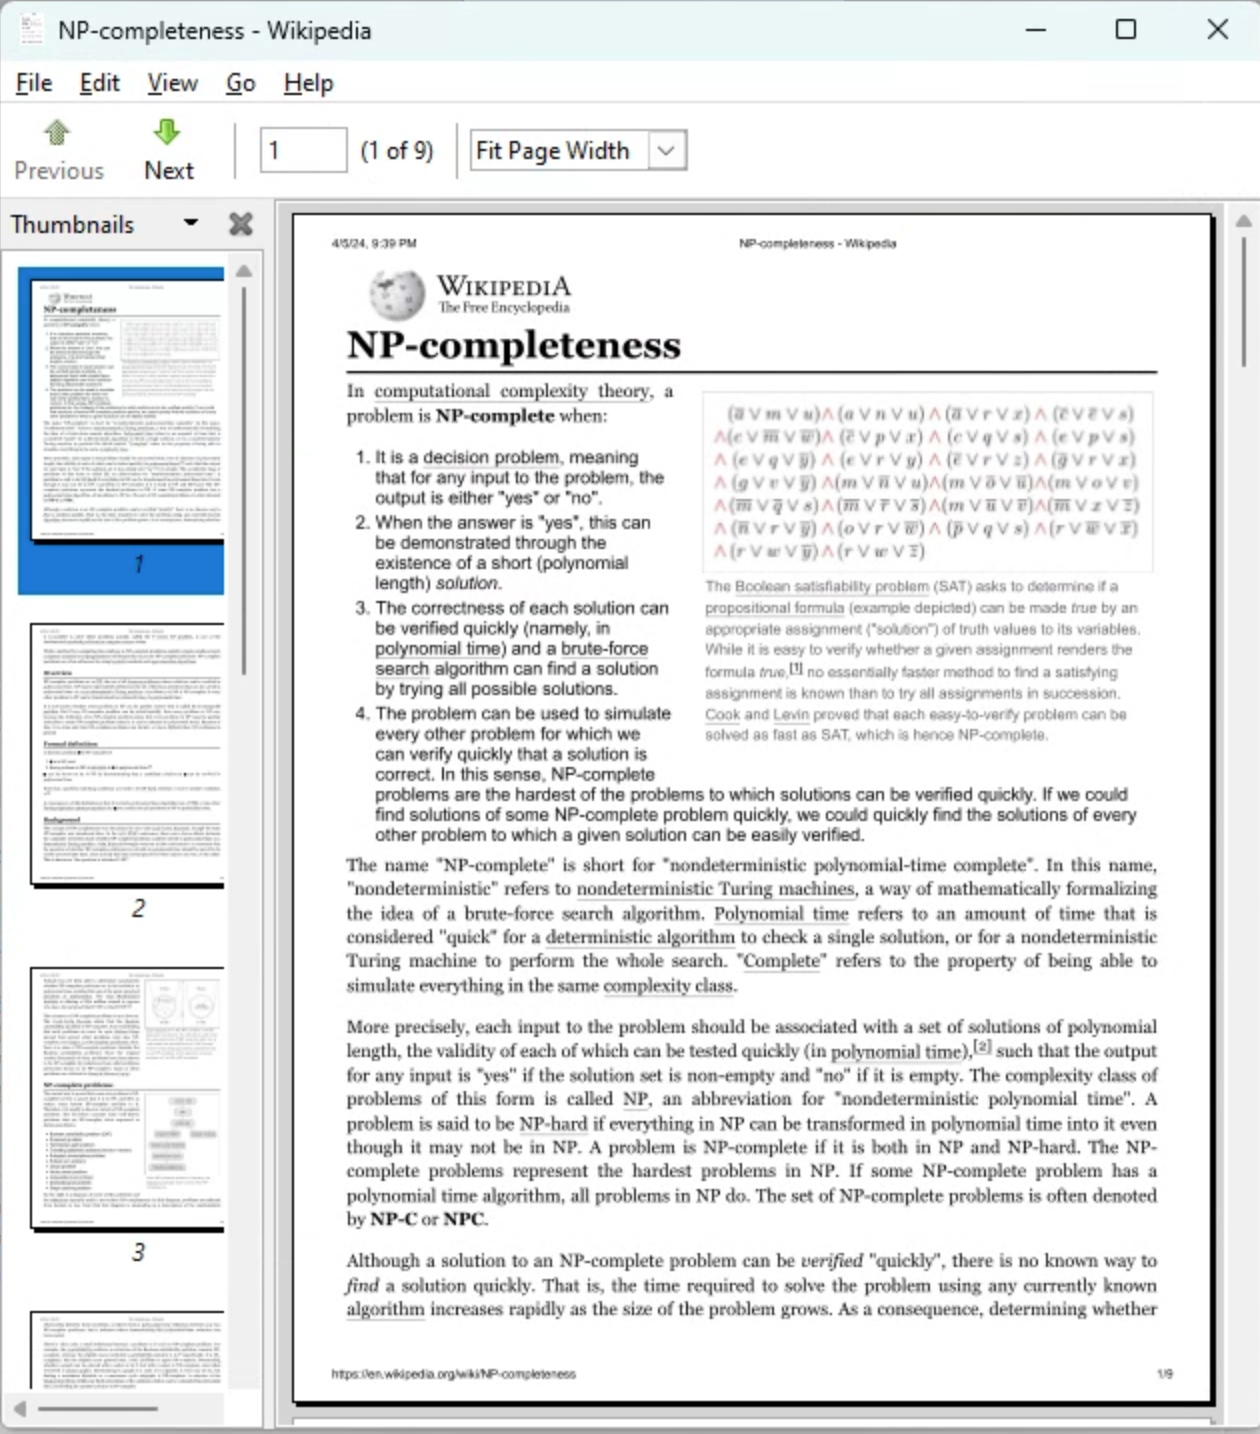 NP-completeness - Wikipedia
File Edit View Go Help
Previous Next 1 (1 of 9) Fit Page Width
Thumbnails
1
2
3
4/5/24, 9:39 PM NP-completeness - Wikipedia
WIKIPEDIA
The Free Encyclopedia
NP-completeness
In computational complexity theory, a
problem is NP-complete when:
1. It is a decision problem, meaning
that for any input to the problem, the
output is either "yes" or "no".
2. When the answer is "yes", this can
be demonstrated through the
existence of a short (polynomial
length) solution.
3. The correctness of each solution can
be verified quickly (namely, in
polynomial time) and a brute-force
search algorithm can find a solution
by trying all possible solutions.
4. The problem can be used to simulate
every other problem for which we
can verify quickly that a solution is
correct. In this sense, NP-complete
problems are the hardest of the problems to which solutions can be verified quickly. If we could
find solutions of some NP-complete problem quickly, we could quickly find the solutions of every
other problem to which a given solution can be easily verified.
The Boolean satisfiability problem (SAT) asks to determine if a
propositional formula (example depicted) can be made true by an
appropriate assignment ("solution") of truth values to its variables.
While it is easy to verify whether a given assignment renders the
formula true,[1] no essentially faster method to find a satisfying
assignment is known than to try all assignments in succession.
Cook and Levin proved that each easy-to-verify problem can be
solved as fast as SAT, which is hence NP-complete.
The name "NP-complete" is short for "nondeterministic polynomial-time complete". In this name,
"nondeterministic" refers to nondeterministic Turing machines, a way of mathematically formalizing
the idea of a brute-force search algorithm. Polynomial time refers to an amount of time that is
considered "quick" for a deterministic algorithm to check a single solution, or for a nondeterministic
Turing machine to perform the whole search. "Complete" refers to the property of being able to
simulate everything in the same complexity class.
More precisely, each input to the problem should be associated with a set of solutions of polynomial
length, the validity of each of which can be tested quickly (in polynomial time),[2] such that the output
for any input is "yes" if the solution set is non-empty and "no" if it is empty. The complexity class of
problems of this form is called NP, an abbreviation for "nondeterministic polynomial time". A
problem is said to be NP-hard if everything in NP can be transformed in polynomial time into it even
though it may not be in NP. A problem is NP-complete if it is both in NP and NP-hard. The NP-
complete problems represent the hardest problems in NP. If some NP-complete problem has a
polynomial time algorithm, all problems in NP do. The set of NP-complete problems is often denoted
by NP-C or NPC.
Although a solution to an NP-complete problem can be verified "quickly", there is no known way to
find a solution quickly. That is, the time required to solve the problem using any currently known
algorithm increases rapidly as the size of the problem grows. As a consequence, determining whether
https://en.wikipedia.org/wiki/NP-completeness 1/9